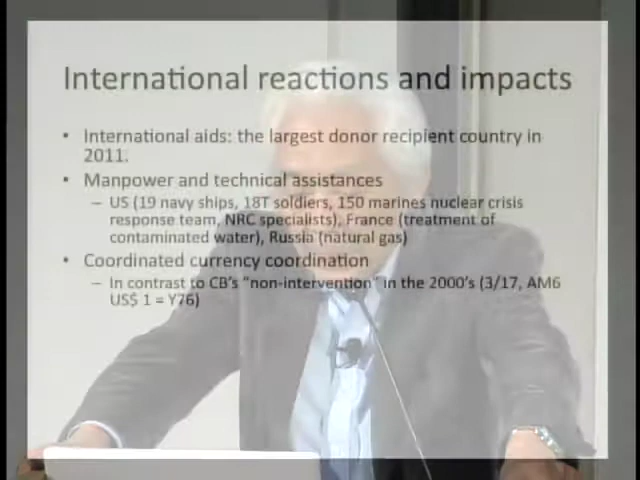 International reactions and impacts
• International aids: the largest donor recipient country in
2011.
• Manpower and technical assistances
– US (19 navy ships, 18T soldiers, 150 marines nuclear crisis
response team, NRC specialists), France (treatment of
contaminated water), Russia (natural gas)
• Coordinated currency coordination
– In contrast to CB's "non-intervention" in the 2000's (3/17, AM6
US$ 1 = Y76)